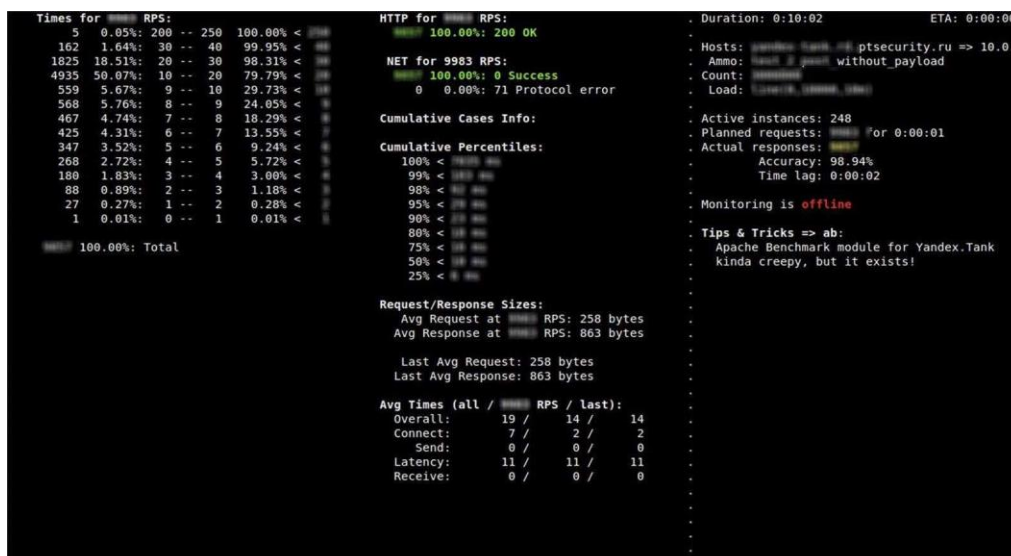 Times for RPS:
5 0.05%: 200 -- 250 100.00% <
162 1.64%: 30 -- 40 99.95% <
1825 18.51%: 20 -- 30 98.31% <
4935 50.07%: 10 -- 20 79.79% <
559 5.67%: 9 -- 10 29.73% <
568 5.76%: 8 -- 9 24.05% <
467 4.74%: 7 -- 8 18.29% <
425 4.31%: 6 -- 7 13.55% <
347 3.52%: 5 -- 6 9.24% <
268 2.72%: 4 -- 5 5.72% <
180 1.83%: 3 -- 4 3.00% <
88 0.89%: 2 -- 3 1.18% <
27 0.27%: 1 -- 2 0.28% <
1 0.01%: 0 -- 1 0.01% <
100.00%: Total
HTTP for RPS:
100.00%: 200 OK
NET for 9983 RPS:
100.00%: 0 Success
0 0.00%: 71 Protocol error
Cumulative Cases Info:
Cumulative Percentiles:
100% <
99% <
98% <
95% <
90% <
80% <
75% <
50% <
25% <
Request/Response Sizes:
Avg Request at RPS: 258 bytes
Avg Response at RPS: 863 bytes
Last Avg Request: 258 bytes
Last Avg Response: 863 bytes
Avg Times (all / RPS / last):
Overall: 19 / 14 / 14
Connect: 7 / 2 / 2
Send: 0 / 0 / 0
Latency: 11 / 11 / 11
Receive: 0 / 0 / 0
. Duration: 0:10:02 ETA: 0:00:00
. Hosts: ptsecurity.ru => 10.0
. Ammo: without_payload
. Count:
. Load:
. Active instances: 248
. Planned requests: for 0:00:01
. Actual responses:
. Accuracy: 98.94%
. Time lag: 0:00:02
. Monitoring is offline
. Tips & Tricks => ab:
. Apache Benchmark module for Yandex.Tank
. kinda creepy, but it exists!